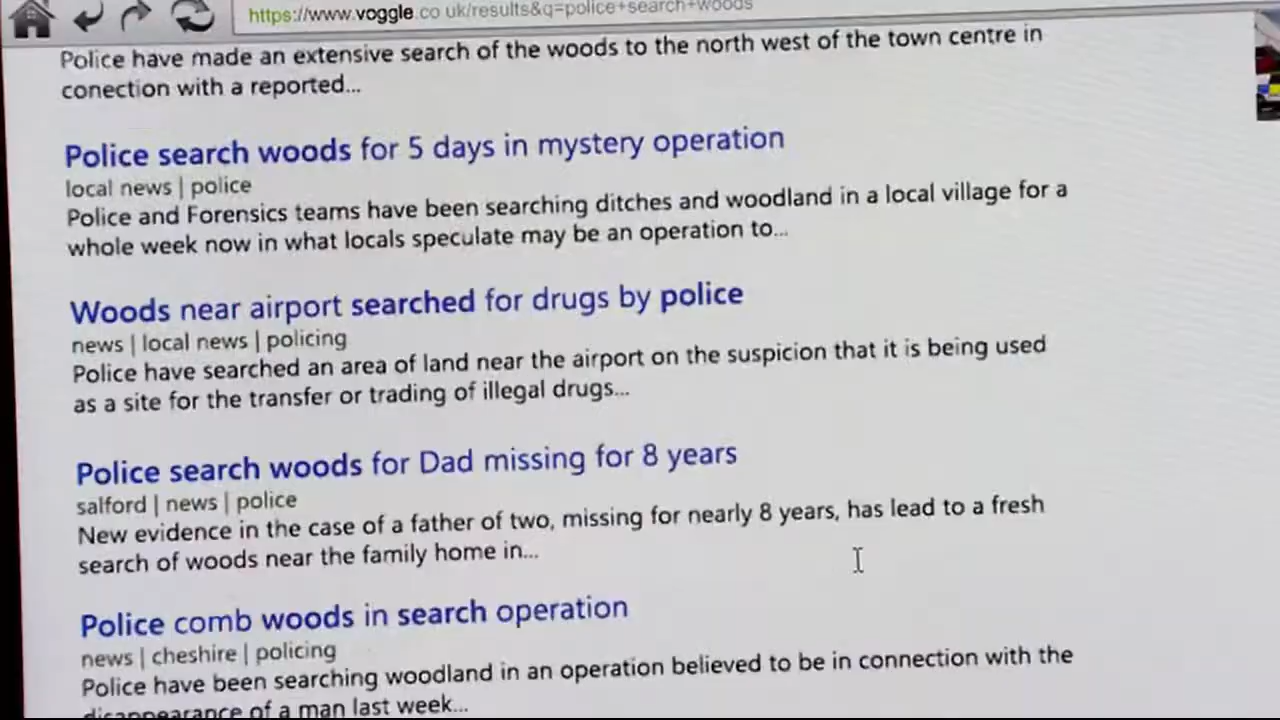 https://www.voggle.co uk/results&q=police+search+woods
Police have made an extensive search of the woods to the north west of the town centre in
conection with a reported...
Police search woods for 5 days in mystery operation
local news | police
Police and Forensics teams have been searching ditches and woodland in a local village for a
whole week now in what locals speculate may be an operation to...
Woods near airport searched for drugs by police
news | local news | policing
Police have searched an area of land near the airport on the suspicion that it is being used
as a site for the transfer or trading of illegal drugs...
Police search woods for Dad missing for 8 years
salford | news | police
New evidence in the case of a father of two, missing for nearly 8 years, has lead to a fresh
search of woods near the family home in...
Police comb woods in search operation
news | cheshire | policing
Police have been searching woodland in an operation believed to be in connection with the
disappearance of a man last week...